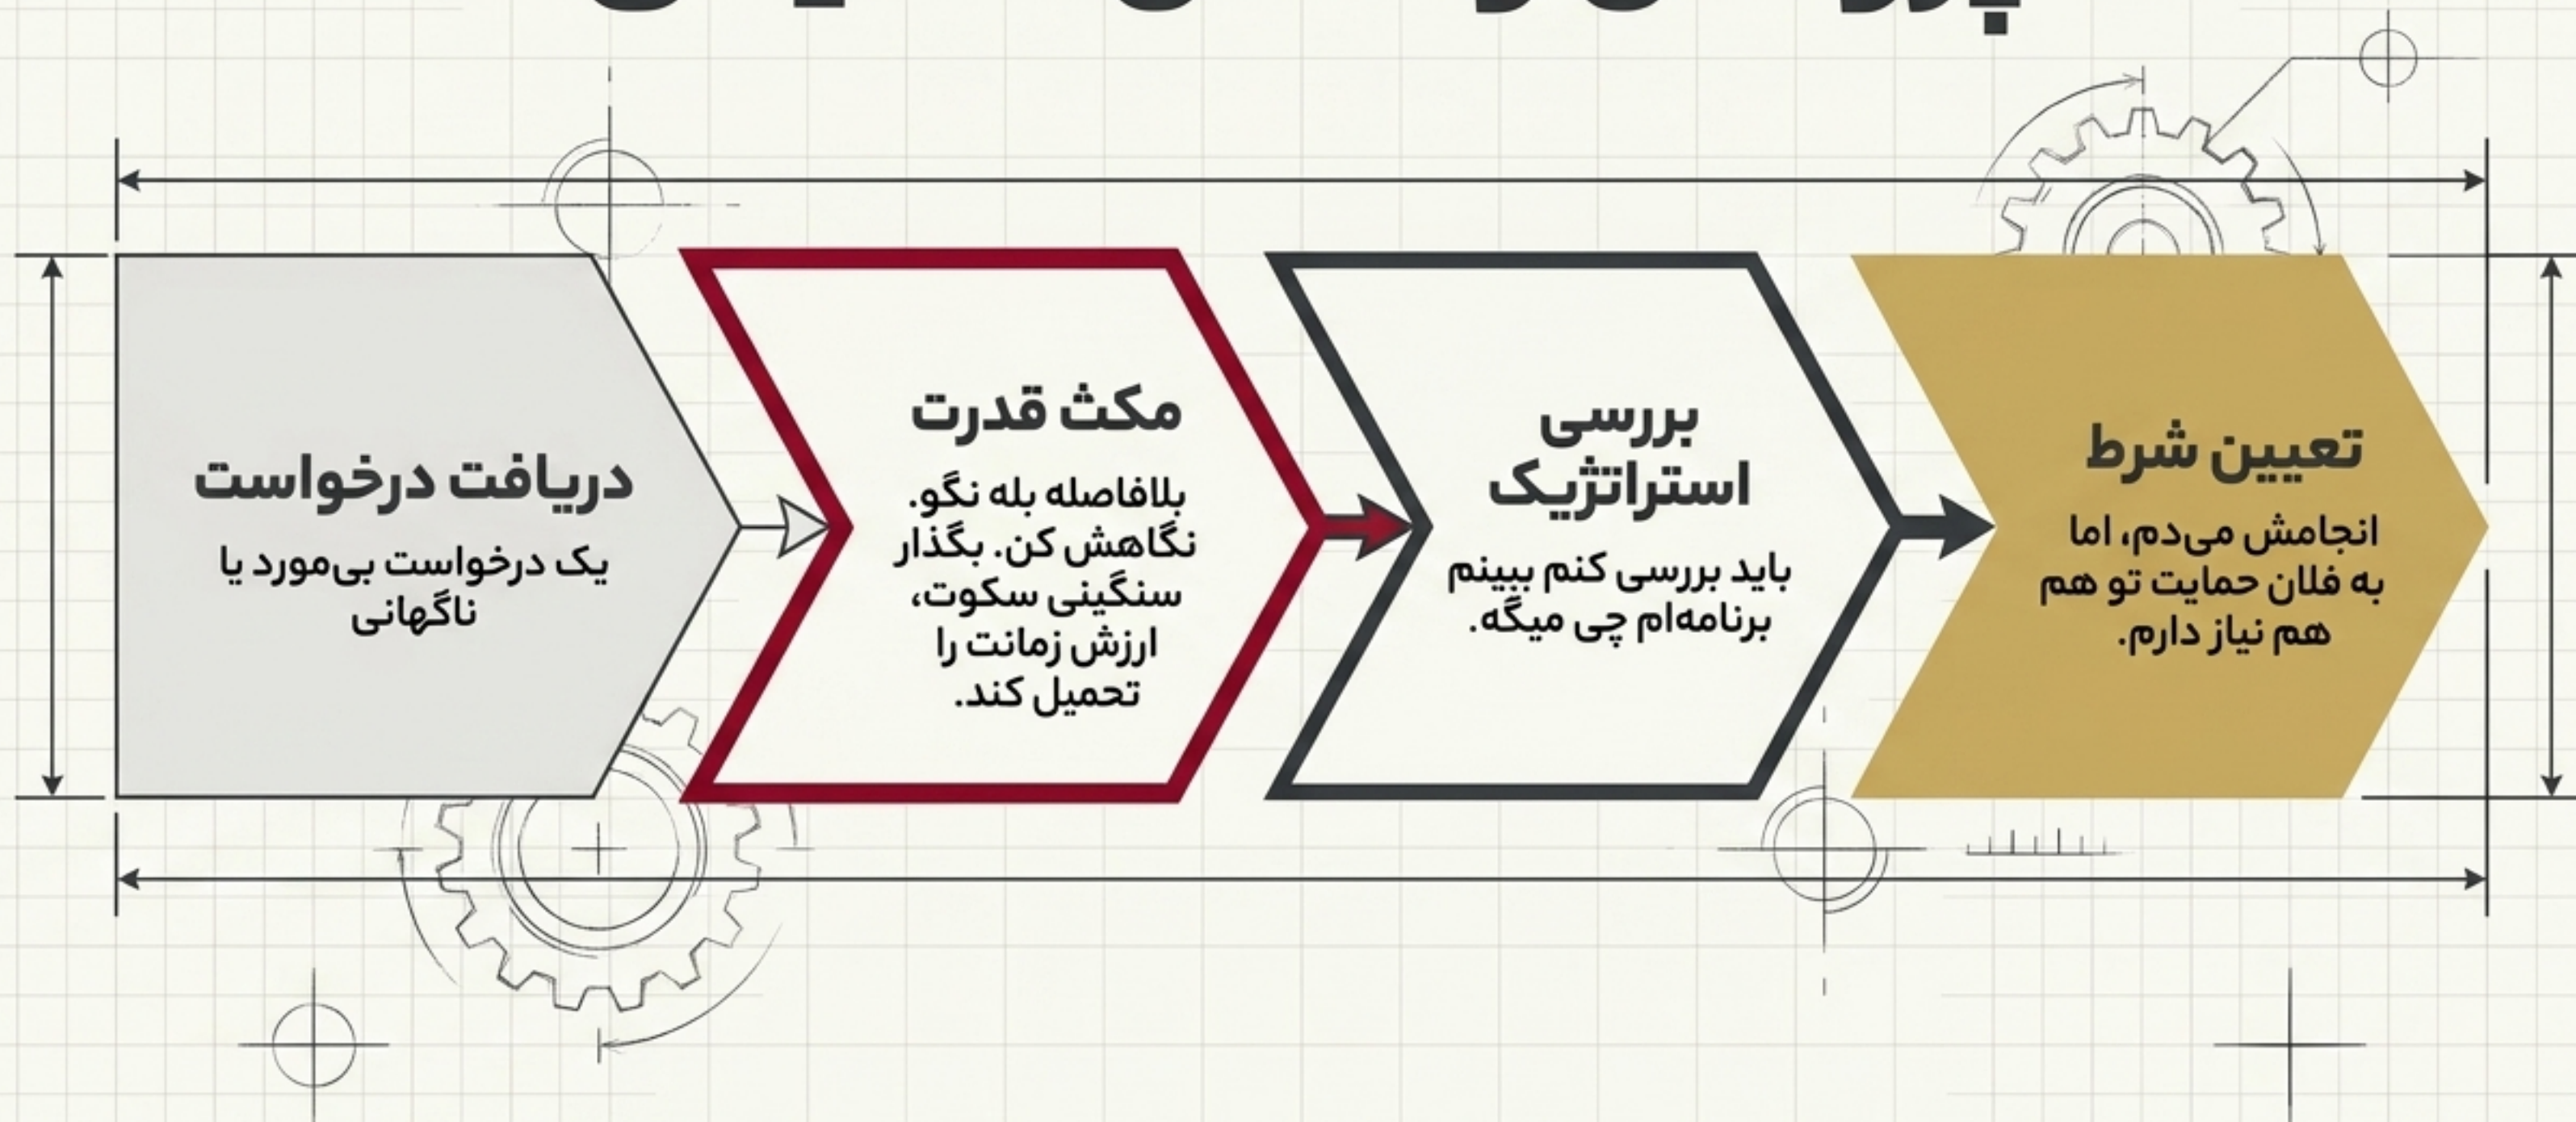 دریافت درخواست
یک درخواست بی‌مورد یا
ناگهانی
مکث قدرت
بلافاصله بله نگو.
نگاهش کن. بگذار
سنگینی سکوت،
ارزش زمانت را
تحمیل کند.
بررسی
استراتژیک
باید بررسی کنم ببینم
برنامه‌ام چی میگه.
تعیین شرط
انجامش می‌دم، اما
به فلان حمایت تو هم
هم نیاز دارم.